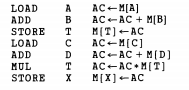 LOAD A AC←M[A]
ADD B AC←AC + M[B]
STORE T M[T]←AC
LOAD C AC←M[C]
ADD D AC←AC + M[D]
MUL T AC←AC*M[T]
STORE X M[X]←AC